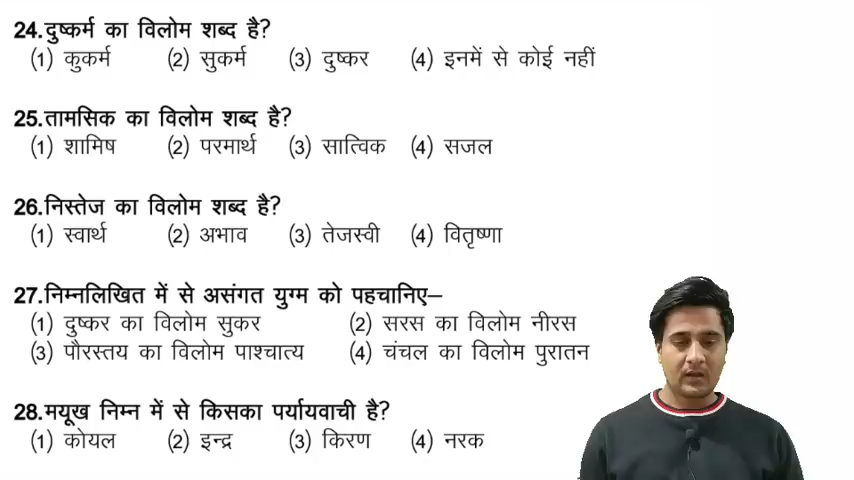 24.दुष्कर्म का विलोम शब्द है?
(1) कुकर्म (2) सुकर्म (3) दुष्कर (4) इनमें से कोई नहीं
25.तामसिक का विलोम शब्द है?
(1) शामिष (2) परमार्थ (3) सात्विक (4) सजल
26.निस्तेज का विलोम शब्द है?
(1) स्वार्थ (2) अभाव (3) तेजस्वी (4) वितृष्णा
27.निम्नलिखित में से असंगत युग्म को पहचानिए–
(1) दुष्कर का विलोम सुकर (2) सरस का विलोम नीरस
(3) पौरस्तय का विलोम पाश्चात्य (4) चंचल का विलोम पुरातन
28.मयूख निम्न में से किसका पर्यायवाची है?
(1) कोयल (2) इन्द्र (3) किरण (4) नरक